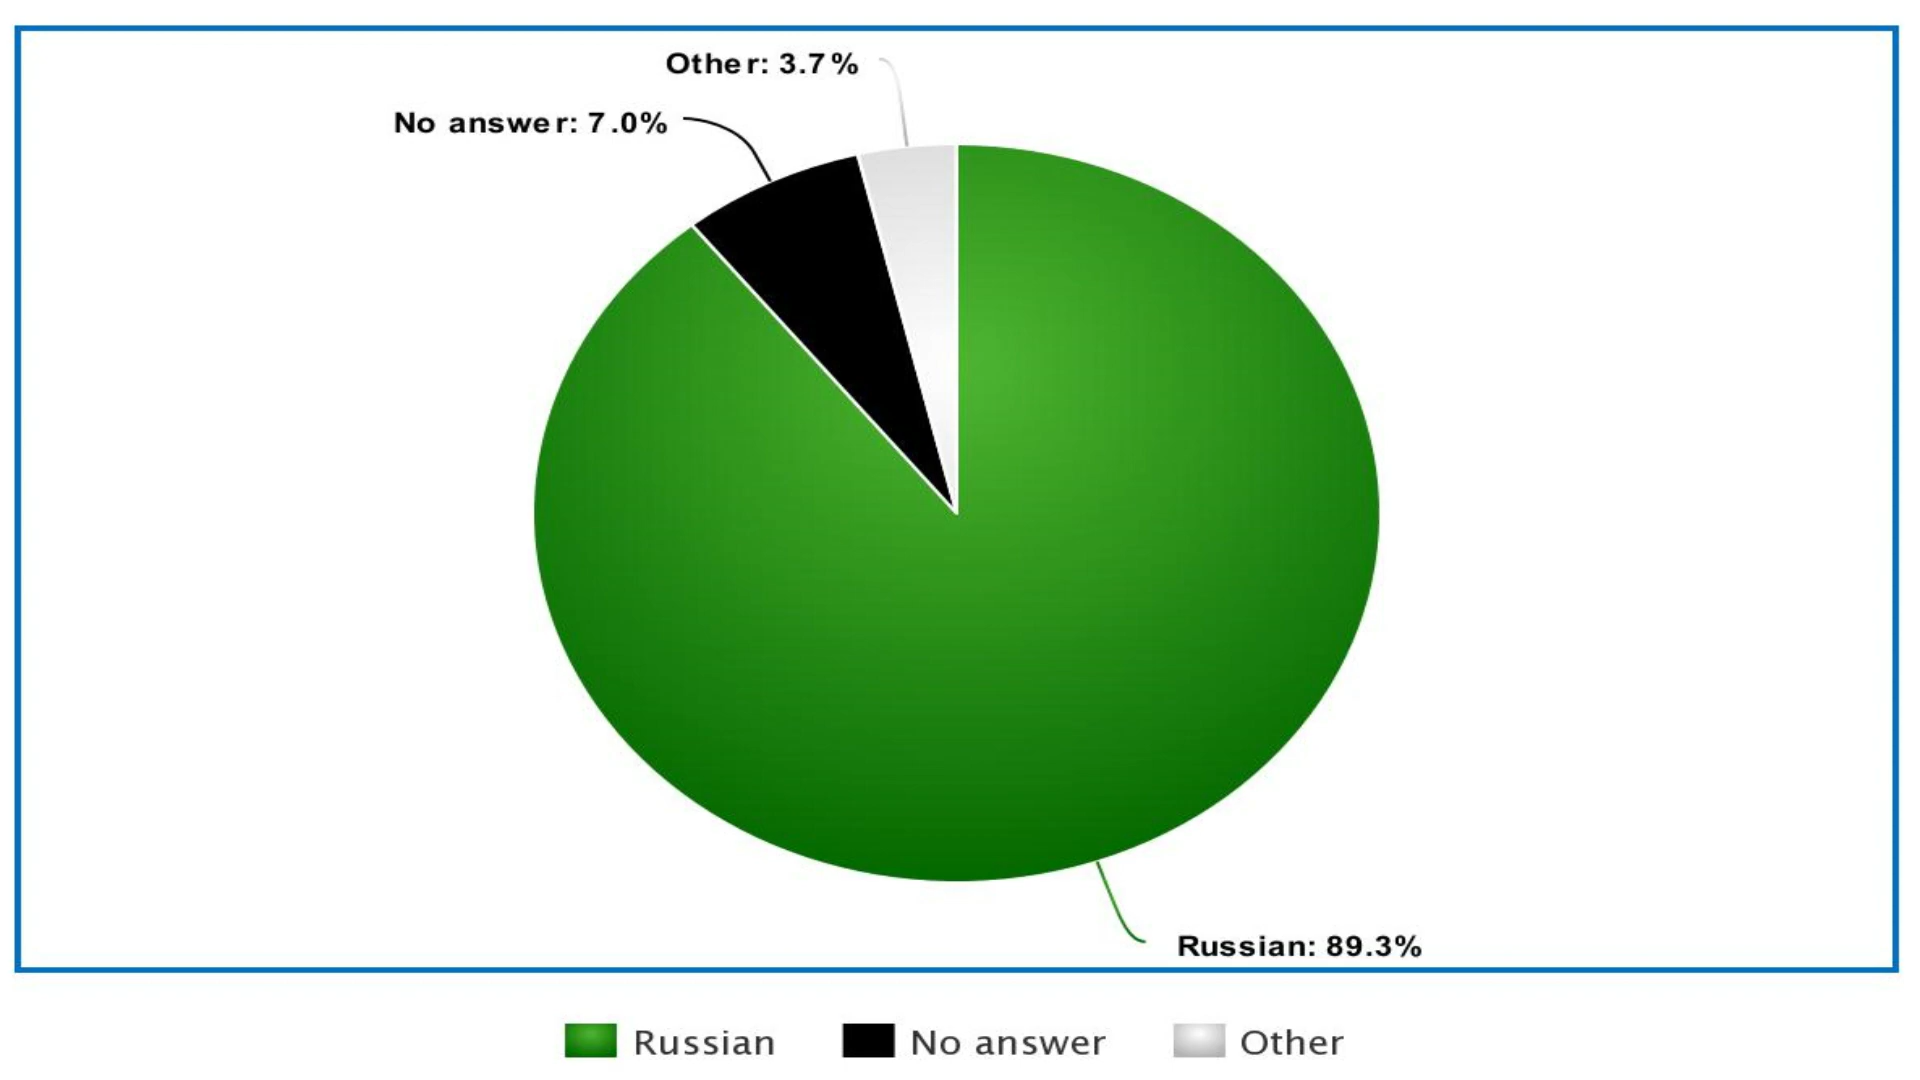 Other: 3.7%
No answer: 7.0%
Russian: 89.3%
Russian No answer Other